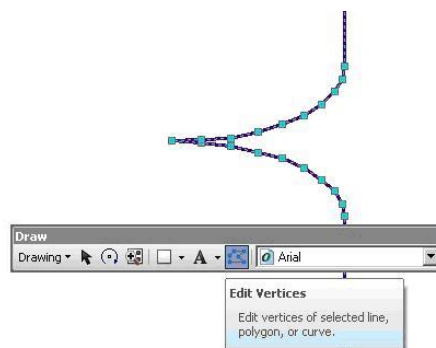 Draw
Drawing A Arial
Edit Vertices
Edit vertices of selected line,
polygon, or curve.